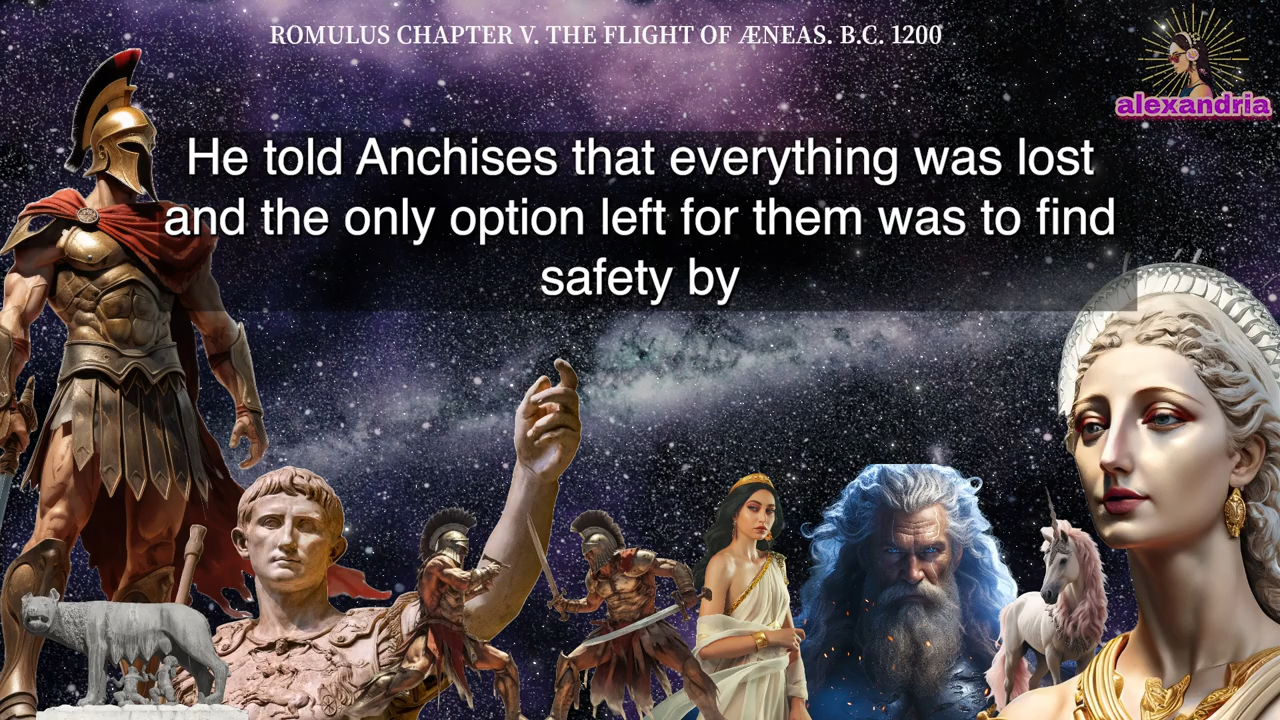 ROMULUS CHAPTER V. THE FLIGHT OF ÆNEAS. B.C. 1200
alexandria
He told Anchises that everything was lost
and the only option left for them was to find
safety by